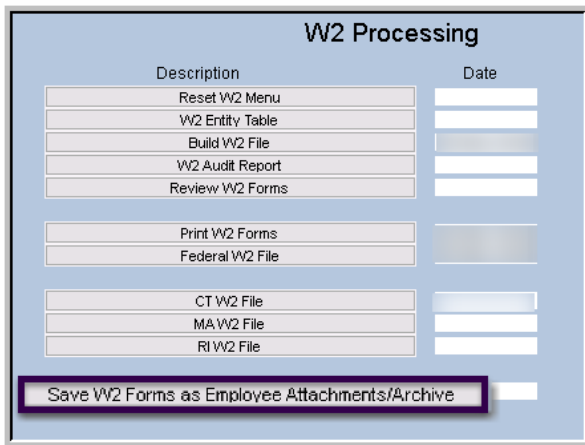 W2 Processing
Description Date
Reset W2 Menu
W2 Entity Table
Build W2 File
W2 Audit Report
Review W2 Forms
Print W2 Forms
Federal W2 File
CT W2 File
MA W2 File
RI W2 File
Save W2 Forms as Employee Attachments/Archive